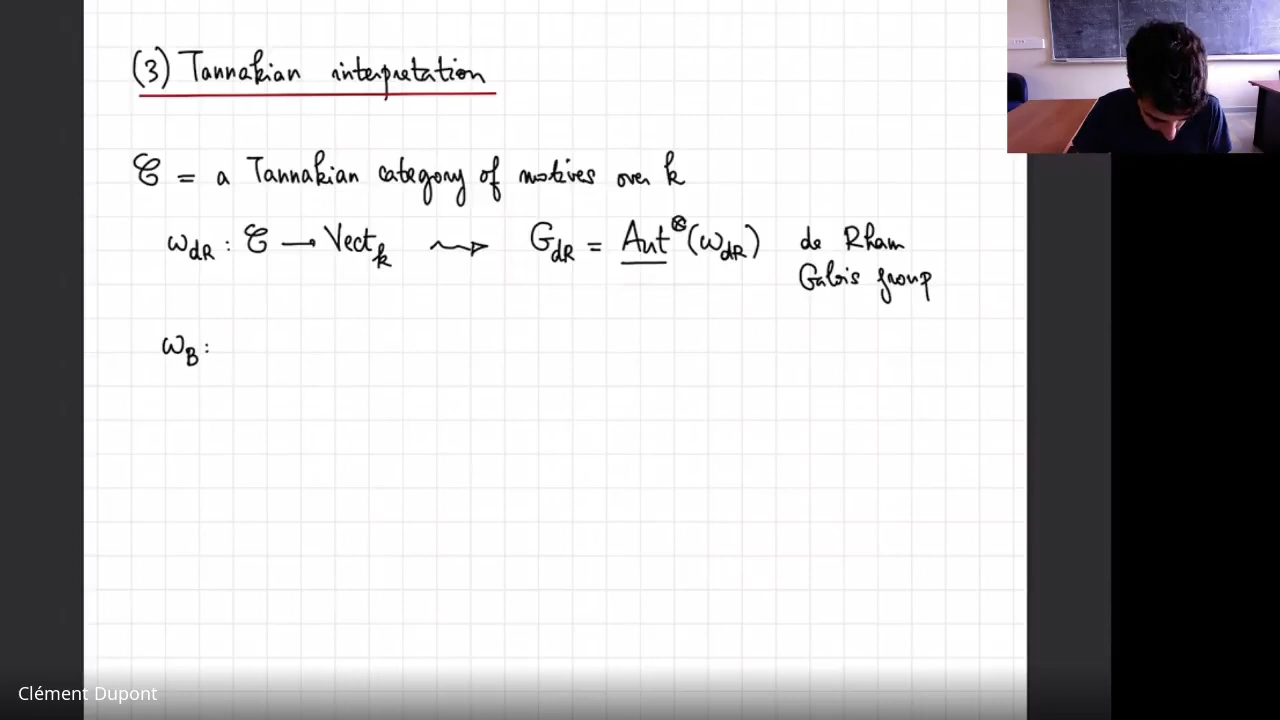 (3) Tannakian interpretation
𝒞 = a Tannakian category of motives over k
ω_dR : 𝒞 → Vect_k ⇝ G_dR = Aut^⊗(ω_dR) de Rham
Galois group
ω_B :
Clément Dupont